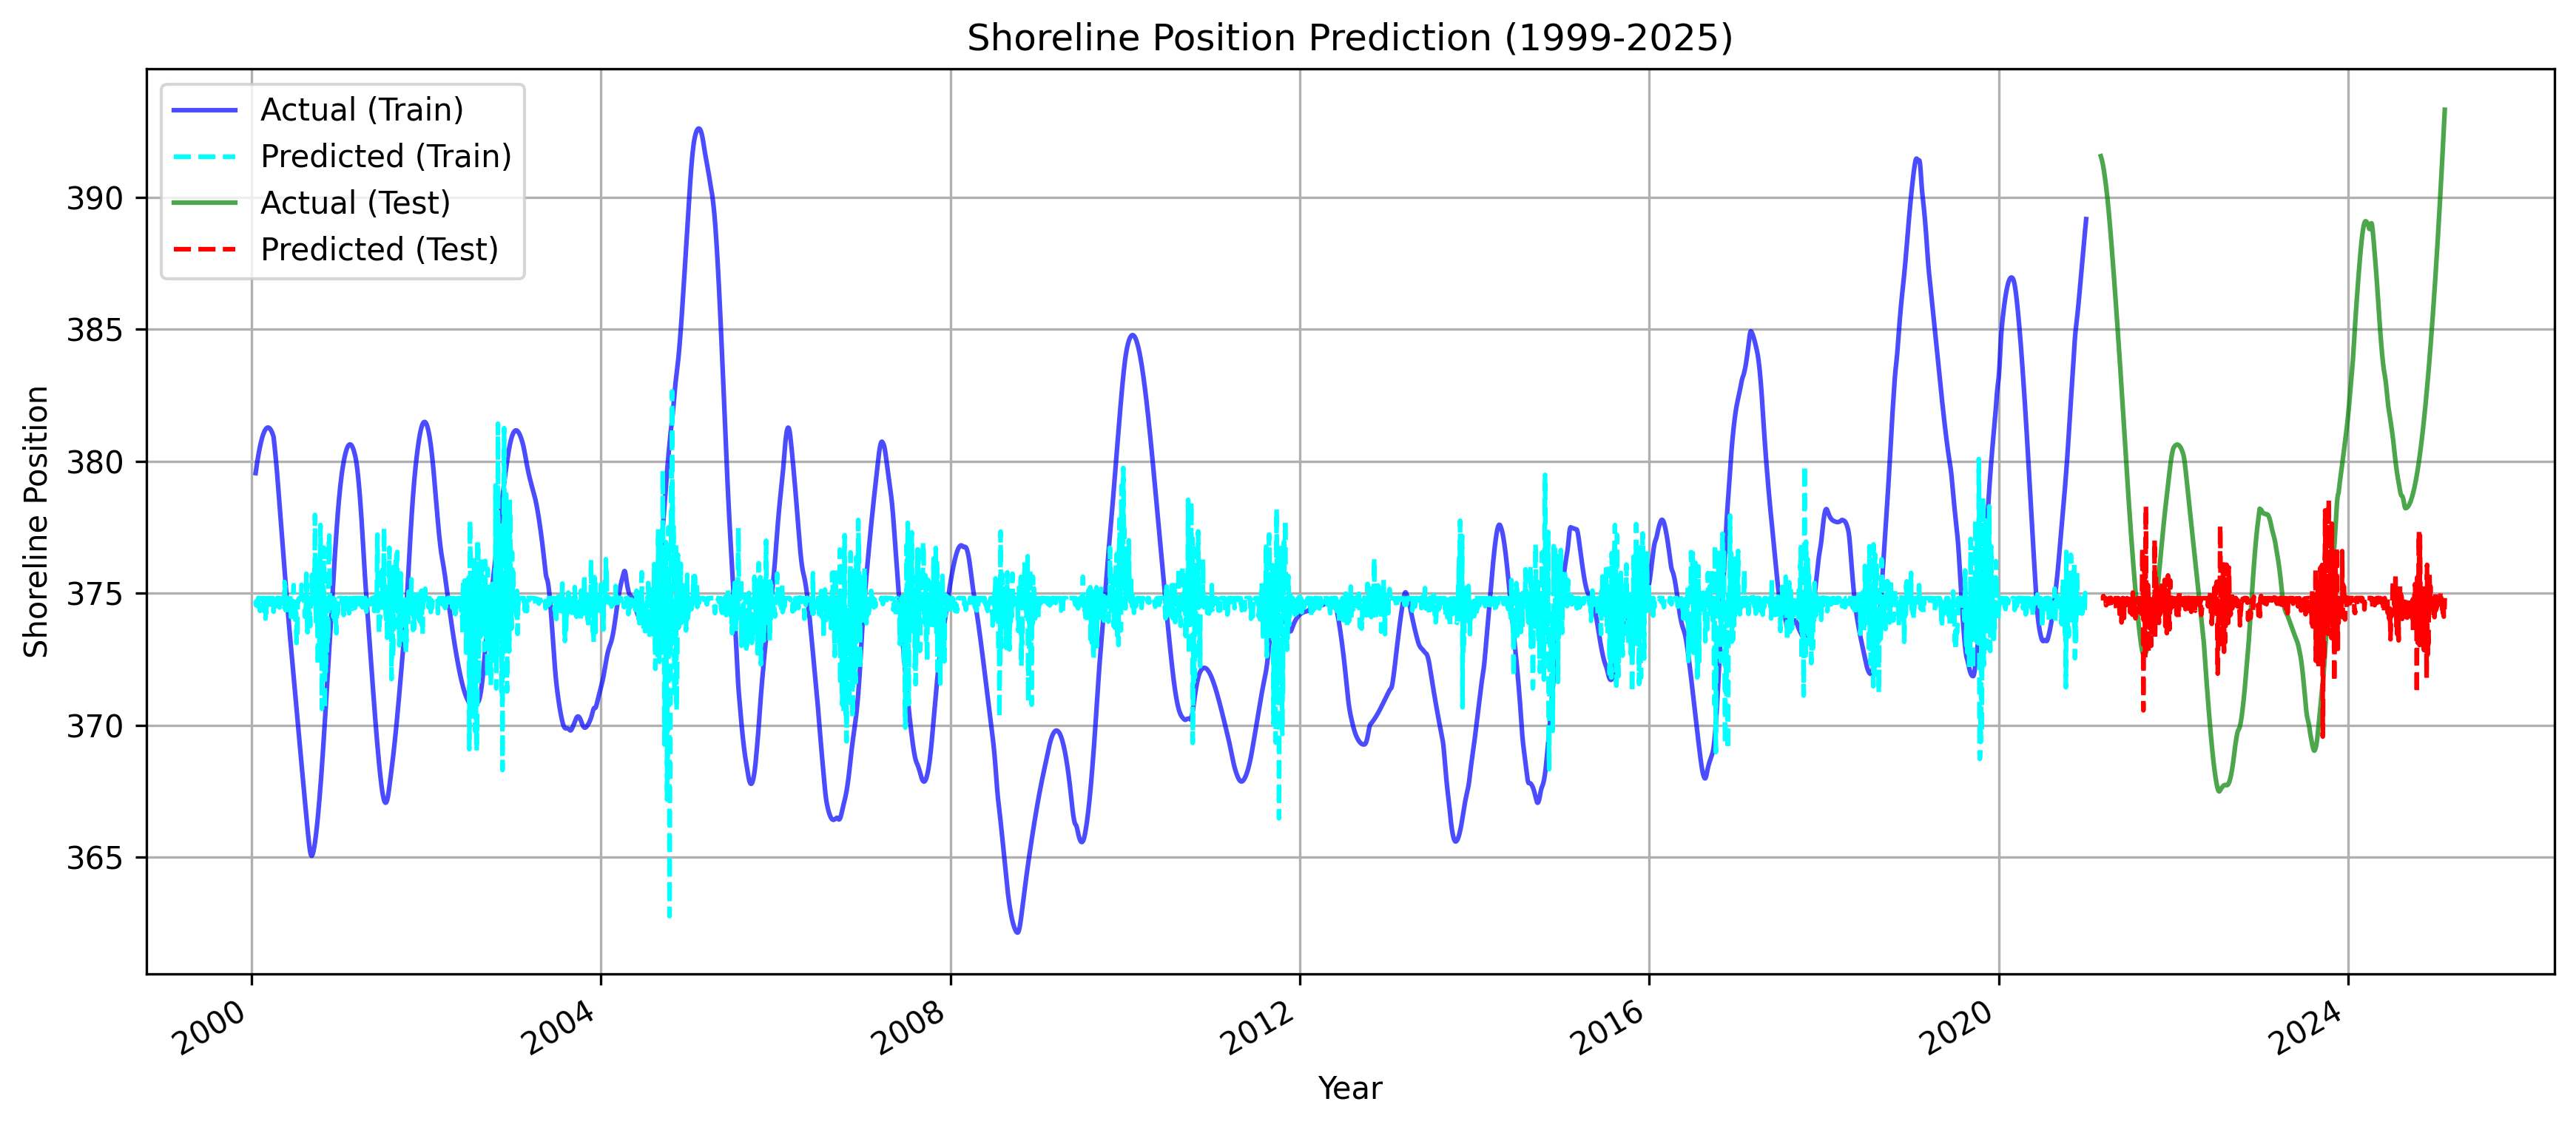 Shoreline Position Prediction (1999-2025)
Actual (Train)
Predicted (Train)
Actual (Test)
Predicted (Test)
Shoreline Position
390
385
380
375
370
365
2000
2004
2008
2012
2016
2020
2024
Year